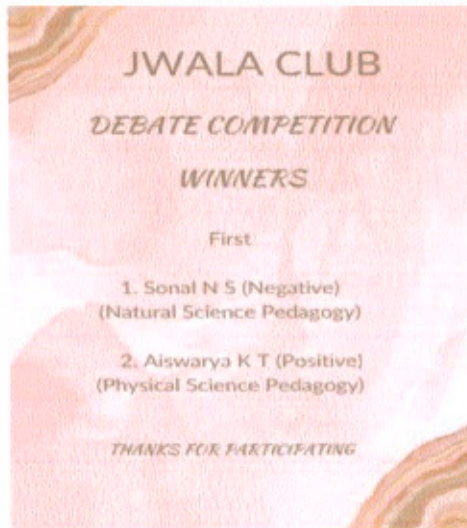 JWALA CLUB
DEBATE COMPETITION
WINNERS
First
1. Sonal N S (Negative)
(Natural Science Pedagogy)
2. Aiswarya K T (Positive)
(Physical Science Pedagogy)
THANKS FOR PARTICIPATING